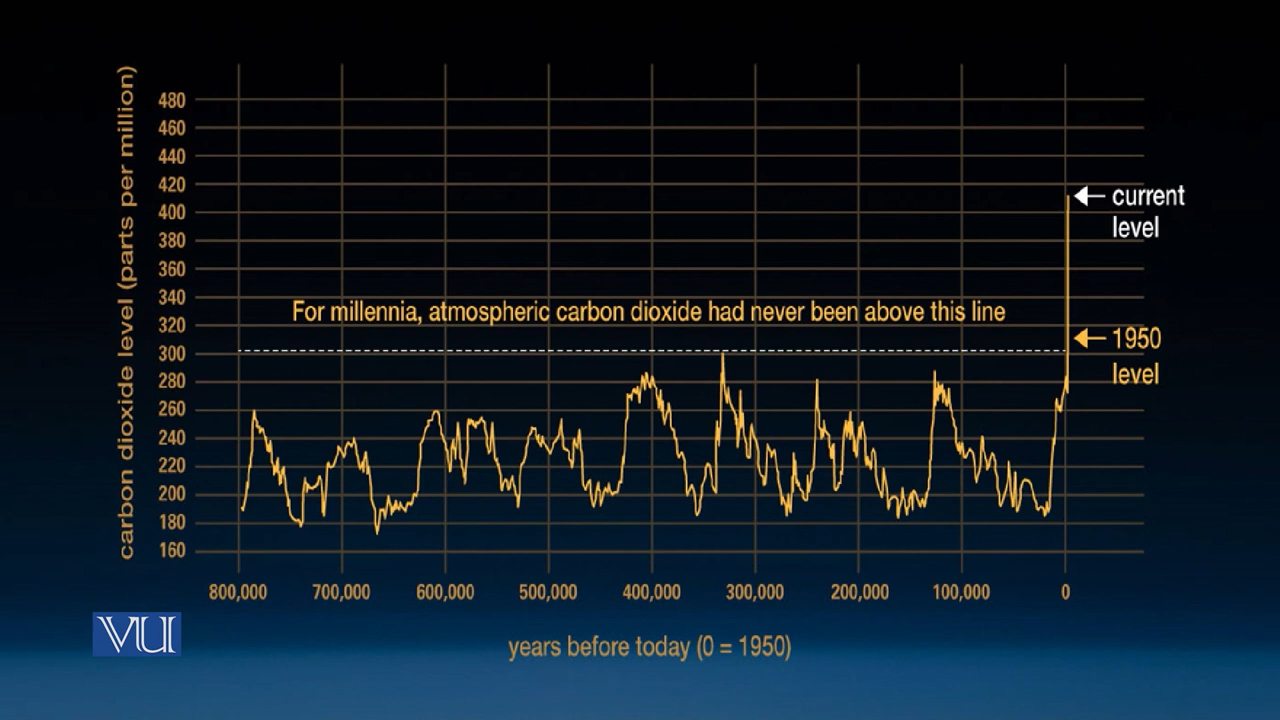 carbon dioxide level (parts per million)
480
460
440
420
400
380
360
340
320
300
280
260
240
220
200
180
160
current
level
For millennia, atmospheric carbon dioxide had never been above this line
1950
level
800,000 700,000 600,000 500,000 400,000 300,000 200,000 100,000 0
years before today (0 = 1950)
VU